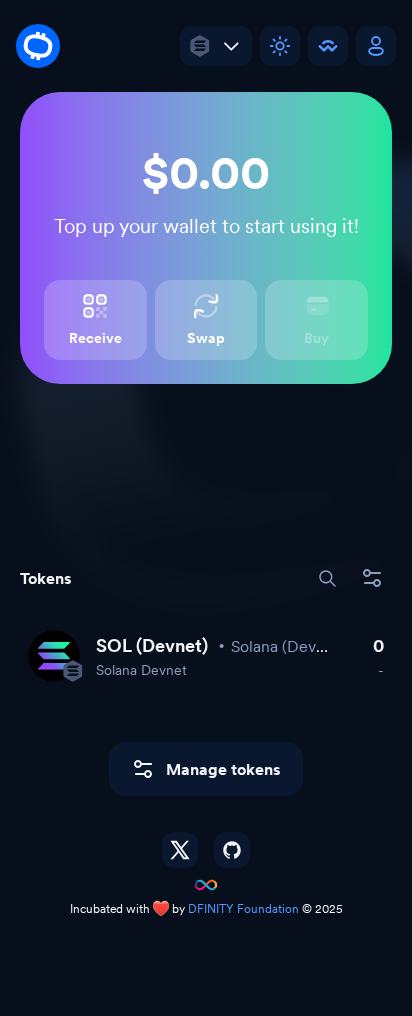 $0.00
Top up your wallet to start using it!
Receive
Swap
Buy
Tokens
SOL (Devnet) • Solana (Dev... 0
Solana Devnet -
Manage tokens
Incubated with ❤️ by DFINITY Foundation © 2025